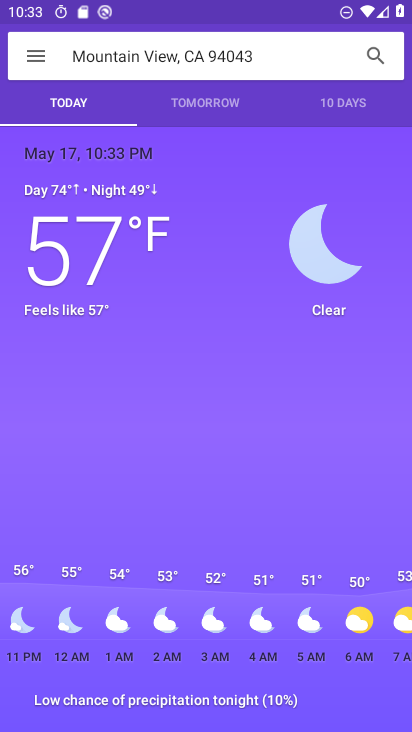 10:33
Mountain View, CA 94043
TODAY TOMORROW 10 DAYS
May 17, 10:33 PM
Day 74°↑ • Night 49°↓
57°F
Feels like 57°
Clear
56° 55° 54° 53° 52° 51° 51° 50° 53
11 PM 12 AM 1 AM 2 AM 3 AM 4 AM 5 AM 6 AM 7 A
Low chance of precipitation tonight (10%)